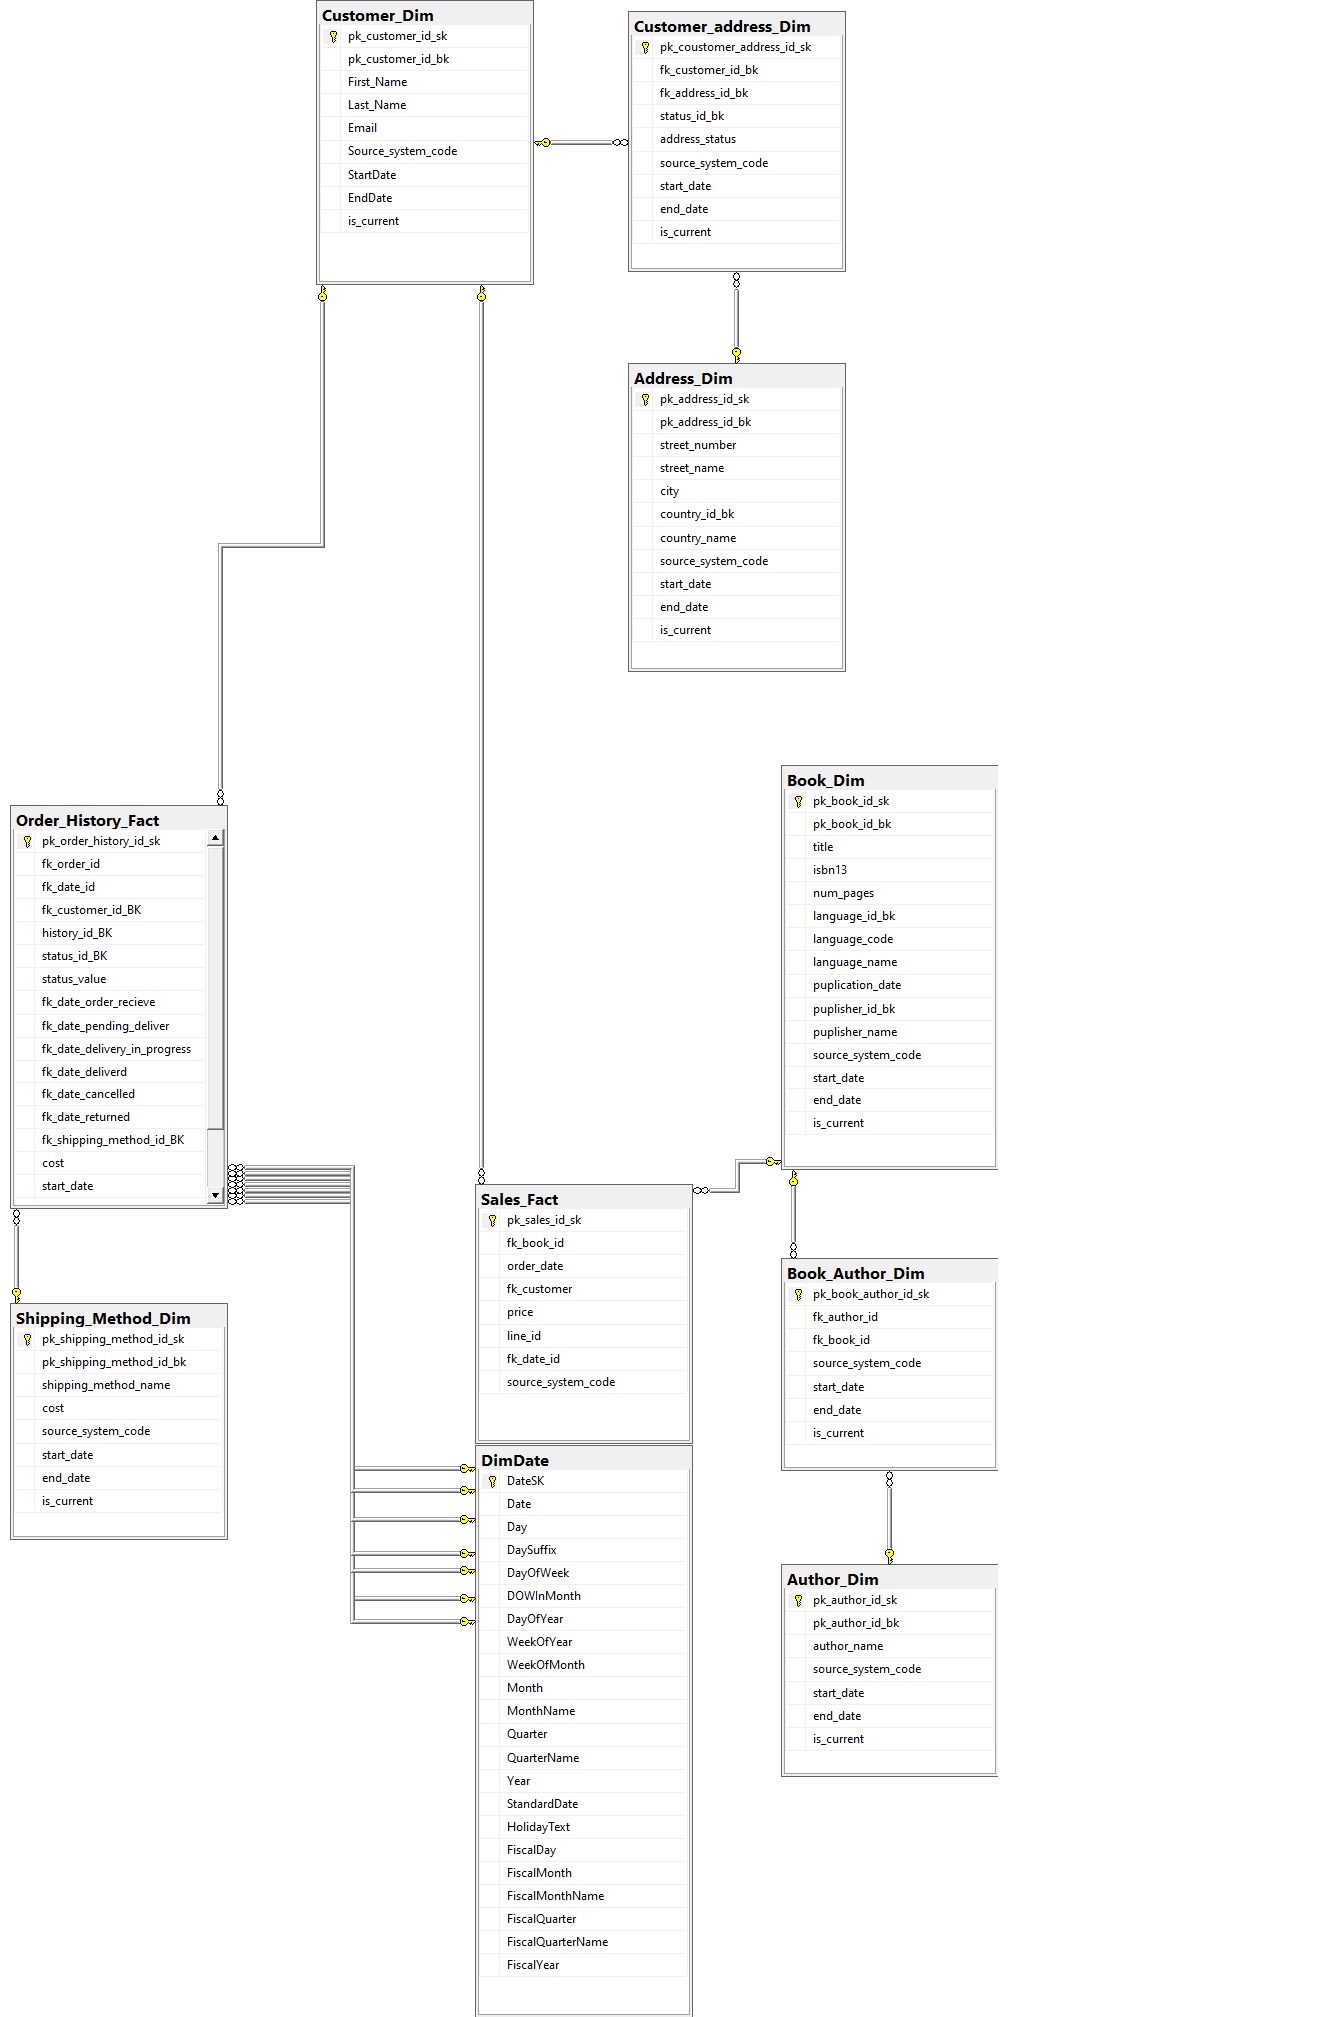 Customer_Dim
pk_customer_id_sk
pk_customer_id_bk
First_Name
Last_Name
Email
Source_system_code
StartDate
EndDate
is_current
Customer_address_Dim
pk_coustomer_address_id_sk
fk_customer_id_bk
fk_address_id_bk
status_id_bk
address_status
source_system_code
start_date
end_date
is_current
Address_Dim
pk_address_id_sk
pk_address_id_bk
street_number
street_name
city
country_id_bk
country_name
source_system_code
start_date
end_date
is_current
Order_History_Fact
pk_order_history_id_sk
fk_order_id
fk_date_id
fk_customer_id_BK
history_id_BK
status_id_BK
status_value
fk_date_order_recieve
fk_date_pending_deliver
fk_date_delivery_in_progress
fk_date_deliverd
fk_date_cancelled
fk_date_returned
fk_shipping_method_id_BK
cost
start_date
Book_Dim
pk_book_id_sk
pk_book_id_bk
title
isbn13
num_pages
language_id_bk
language_code
language_name
puplication_date
puplisher_id_bk
puplisher_name
source_system_code
start_date
end_date
is_current
Shipping_Method_Dim
pk_shipping_method_id_sk
pk_shipping_method_id_bk
shipping_method_name
cost
source_system_code
start_date
end_date
is_current
Sales_Fact
pk_sales_id_sk
fk_book_id
order_date
fk_customer
price
line_id
fk_date_id
source_system_code
Book_Author_Dim
pk_book_author_id_sk
fk_author_id
fk_book_id
source_system_code
start_date
end_date
is_current
DimDate
DateSK
Date
Day
DaySuffix
DayOfWeek
DOWInMonth
DayOfYear
WeekOfYear
WeekOfMonth
Month
MonthName
Quarter
QuarterName
Year
StandardDate
HolidayText
FiscalDay
FiscalMonth
FiscalMonthName
FiscalQuarter
FiscalQuarterName
FiscalYear
Author_Dim
pk_author_id_sk
pk_author_id_bk
author_name
source_system_code
start_date
end_date
is_current